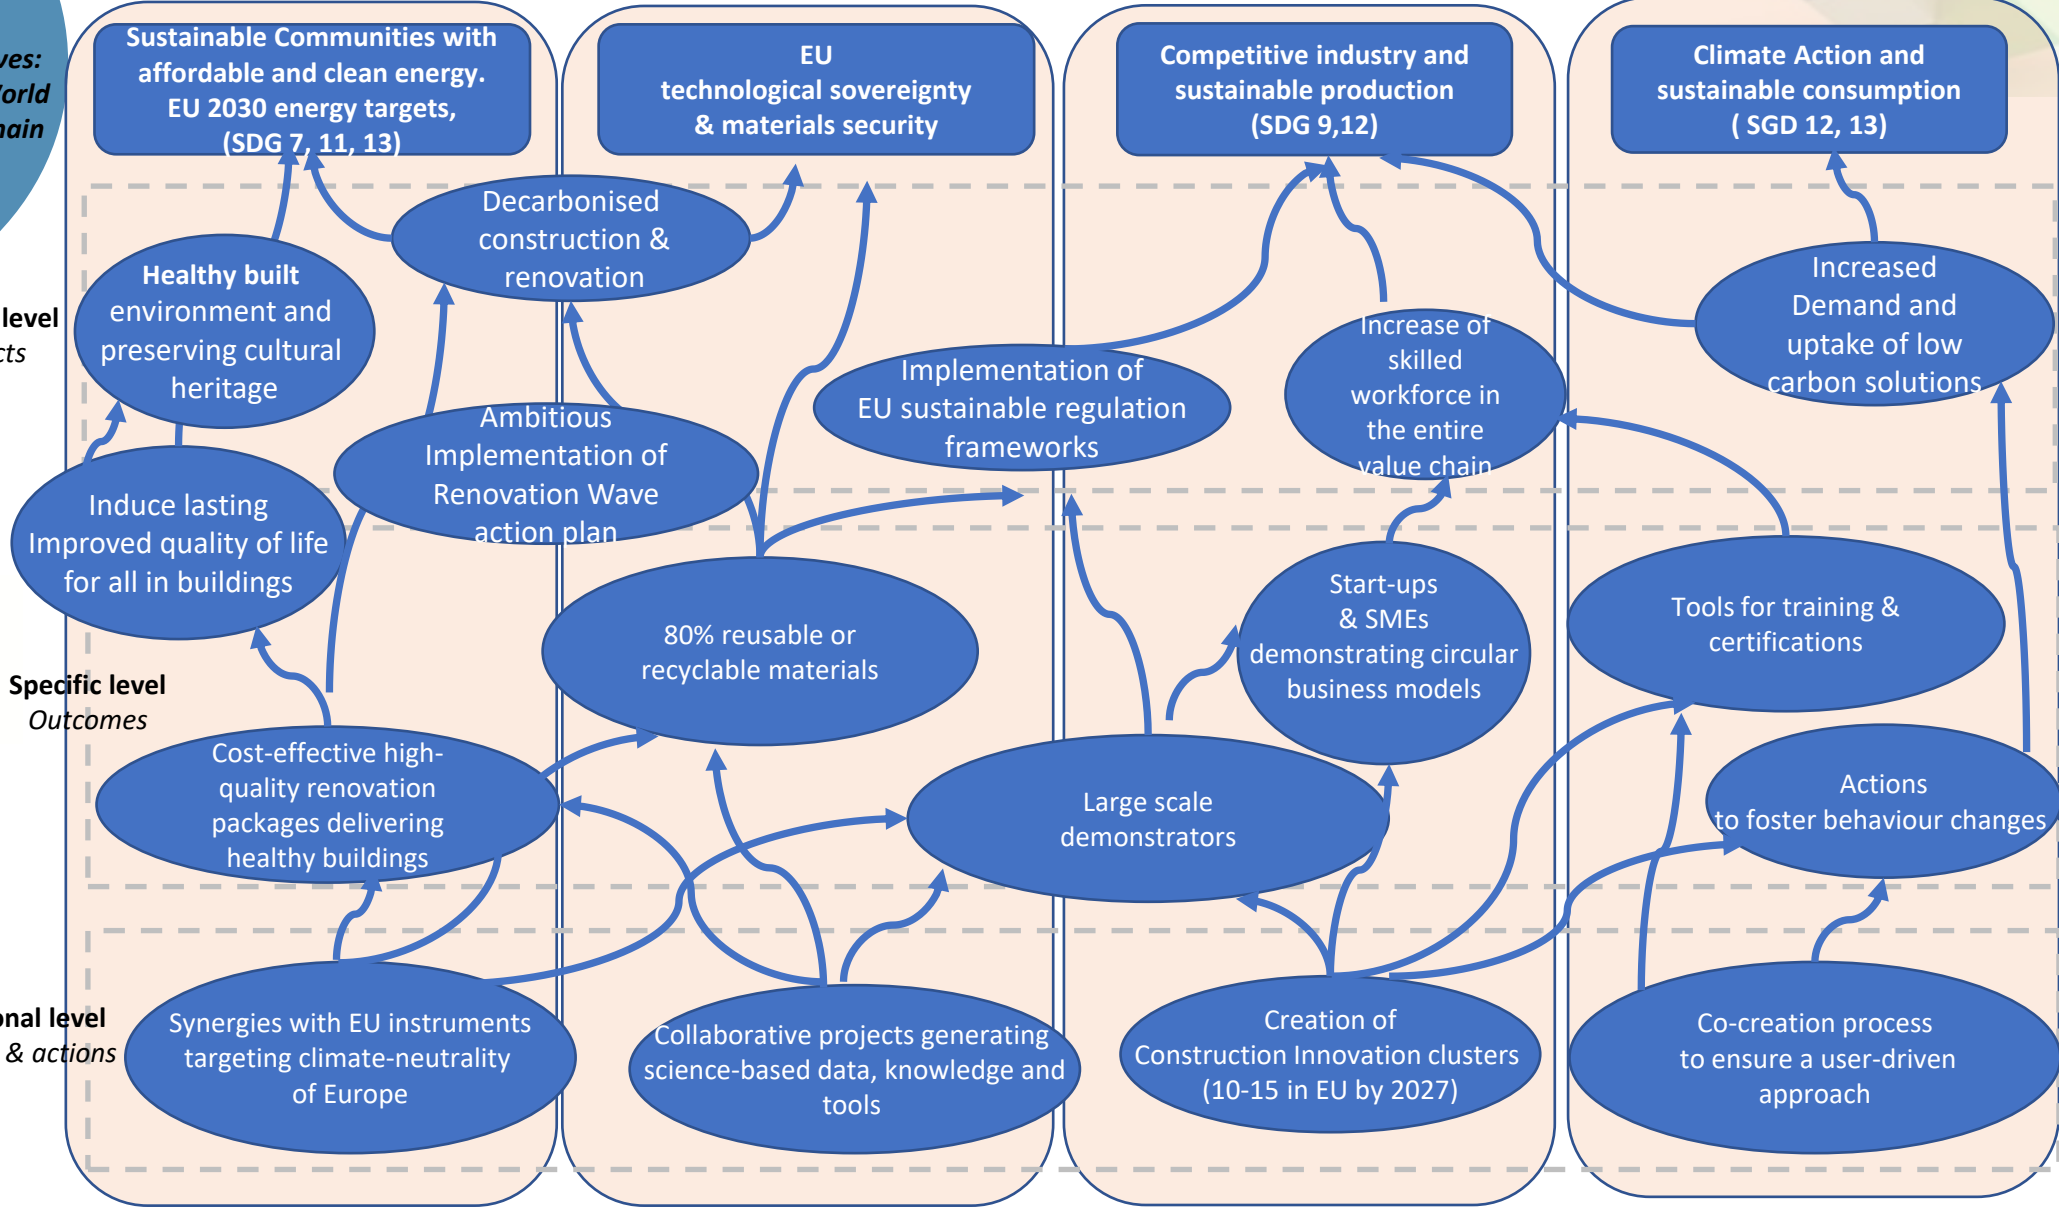 Sustainable Communities with
affordable and clean energy.
EU 2030 energy targets,
(SDG 7, 11, 13)
EU
technological sovereignty
& materials security
Competitive industry and
sustainable production
(SDG 9,12)
Climate Action and
sustainable consumption
( SGD 12, 13)
Decarbonised
construction &
renovation
Healthy built
environment and
preserving cultural
heritage
level
Increased
Demand and
uptake of low
carbon solutions
Increase of
skilled
workforce in
the entire
value chain
Implementation of
EU sustainable regulation
frameworks
Ambitious
Implementation of
Renovation Wave
action plan
Induce lasting
Improved quality of life
for all in buildings
80% reusable or
recyclable materials
Start-ups
& SMEs
demonstrating circular
business models
Tools for training &
certifications
Specific level
Outcomes
Cost-effective high-
quality renovation
packages delivering
healthy buildings
Large scale
demonstrators
Actions
to foster behaviour changes
level
& actions
Synergies with EU instruments
targeting climate-neutrality
of Europe
Collaborative projects generating
science-based data, knowledge and
tools
Creation of
Construction Innovation clusters
(10-15 in EU by 2027)
Co-creation process
to ensure a user-driven
approach